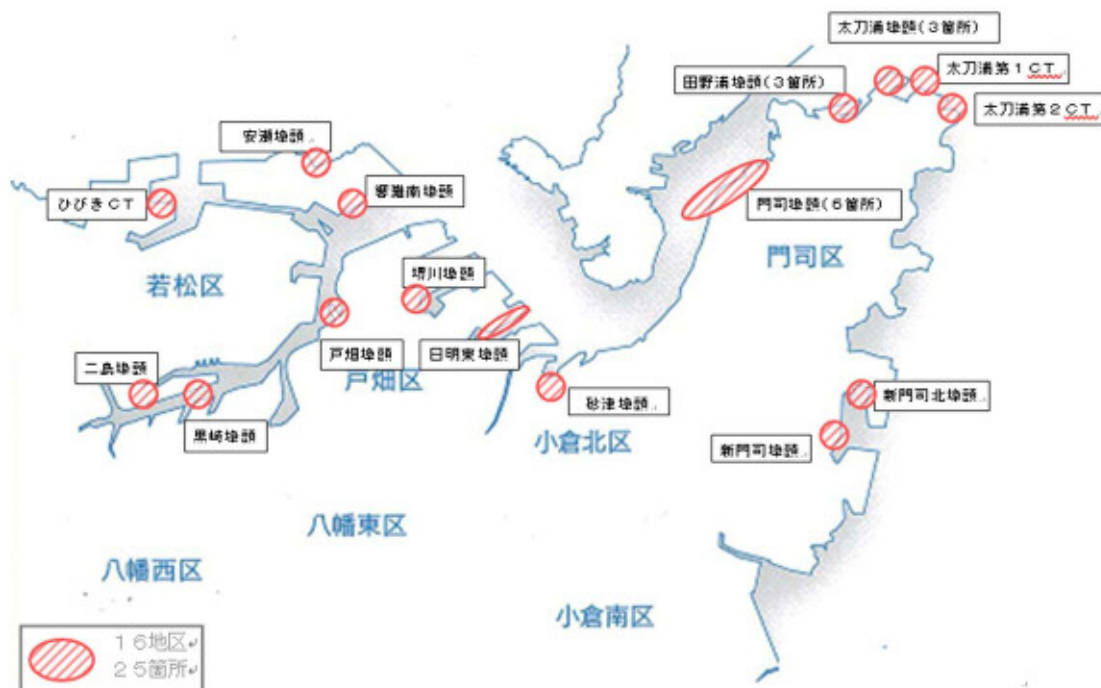 太刀浦埠頭(３箇所)
太刀浦第１ＣＴ
田野浦埠頭(３箇所)
太刀浦第２ＣＴ
安瀬埠頭
ひびきＣＴ
響灘南埠頭
門司埠頭(６箇所)
門司区
若松区
堺川埠頭
戸畑埠頭
日明東埠頭
二島埠頭
戸畑区
砂津埠頭
新門司北埠頭
黒崎埠頭
小倉北区
新門司埠頭
八幡東区
八幡西区
小倉南区
１６地区
２５箇所